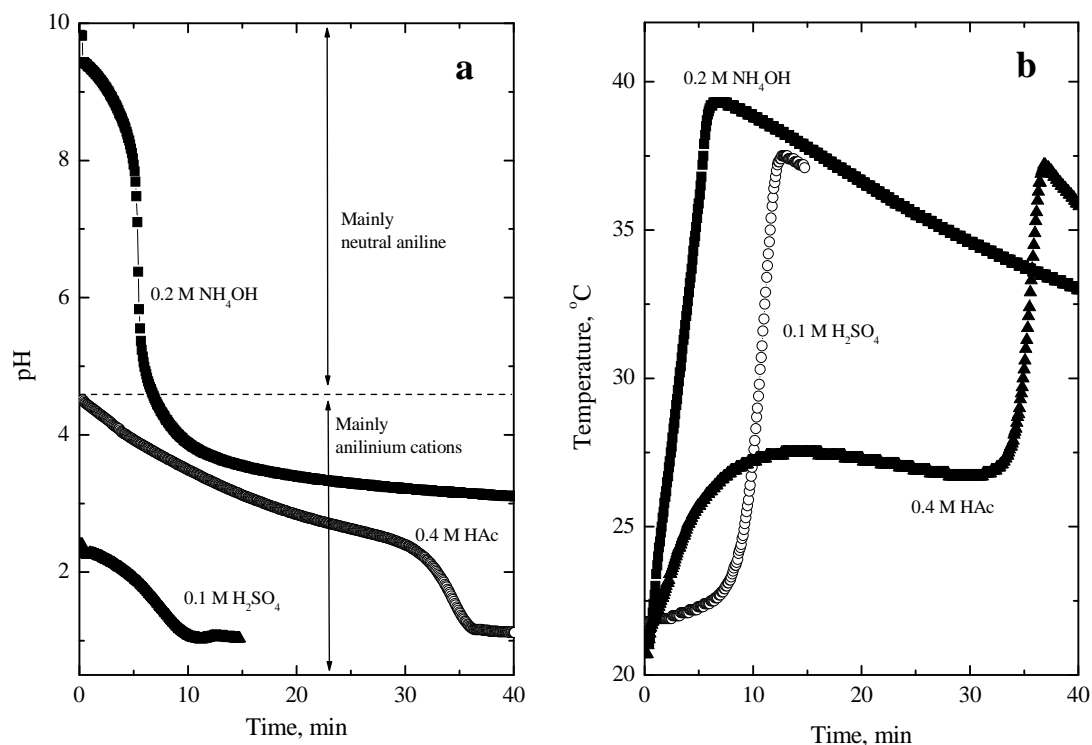 a
10
8
6
4
2
pH
0
10
20
30
40
Time, min
Mainly
neutral aniline
0.2 M NH₄OH
Mainly
anilinium cations
0.4 M HAc
0.1 M H₂SO₄
b
40
35
30
25
20
Temperature, °C
0
10
20
30
40
Time, min
0.2 M NH₄OH
0.1 M H₂SO₄
0.4 M HAc